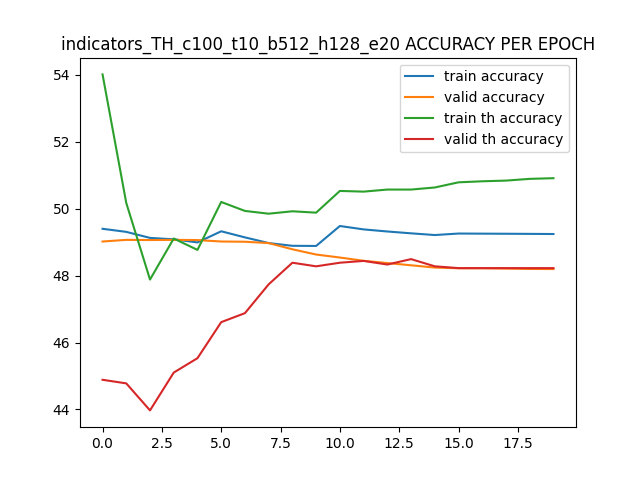 indicators_TH_c100_t10_b512_h128_e20 ACCURACY PER EPOCH
train accuracy
valid accuracy
train th accuracy
valid th accuracy
54
52
50
48
46
44
0.0 2.5 5.0 7.5 10.0 12.5 15.0 17.5